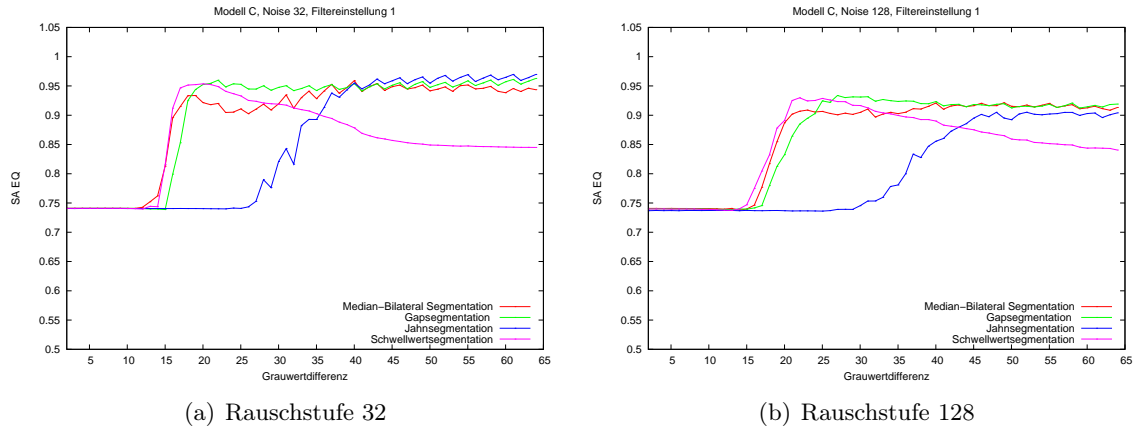 Modell C, Noise 32, Filtereinstellung 1
1.05
1
0.95
0.9
0.85
0.8
0.75
0.7
0.65
0.6
0.55
0.5
SA EQ
Median-Bilateral Segmentation
Gapsegmentation
Jahnsegmentation
Schwellwertsegmentation
5 10 15 20 25 30 35 40 45 50 55 60 65
Grauwertdifferenz
(a) Rauschstufe 32
Modell C, Noise 128, Filtereinstellung 1
1.05
1
0.95
0.9
0.85
0.8
0.75
0.7
0.65
0.6
0.55
0.5
SA EQ
Median-Bilateral Segmentation
Gapsegmentation
Jahnsegmentation
Schwellwertsegmentation
5 10 15 20 25 30 35 40 45 50 55 60 65
Grauwertdifferenz
(b) Rauschstufe 128